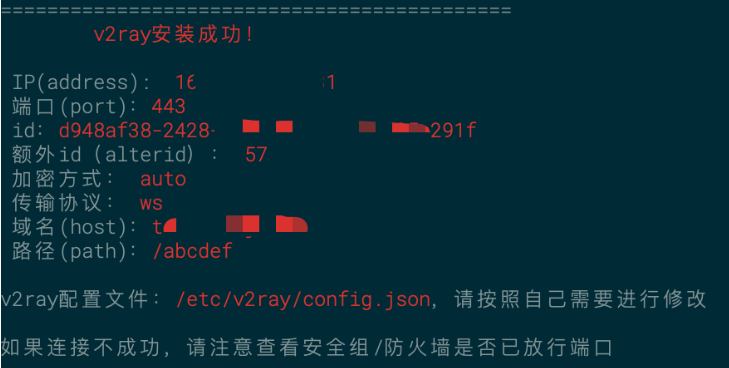 ============================================
v2ray安装成功!
IP(address): 16 1
端口(port): 443
id: d948af38-2428- 291f
额外id (alterid) : 57
加密方式: auto
传输协议: ws
域名(host): t
路径(path): /abcdef
v2ray配置文件: /etc/v2ray/config.json, 请按照自己需要进行修改
如果连接不成功, 请注意查看安全组/防火墙是否已放行端口